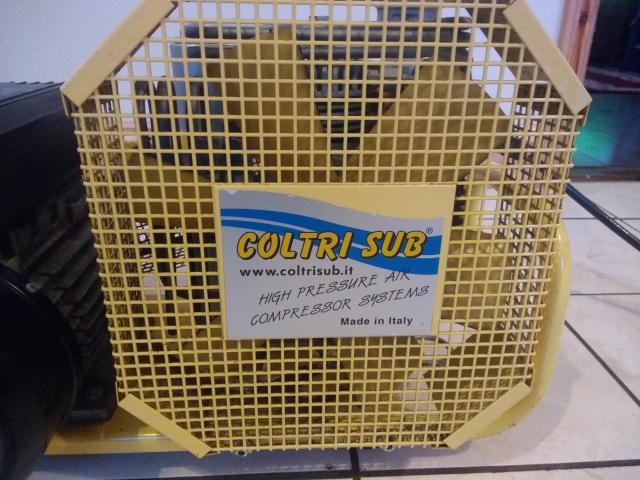 COLTRI SUB®
www.coltrisub.it
HIGH PRESSURE AIR
COMPRESSOR SYSTEMS
Made in Italy